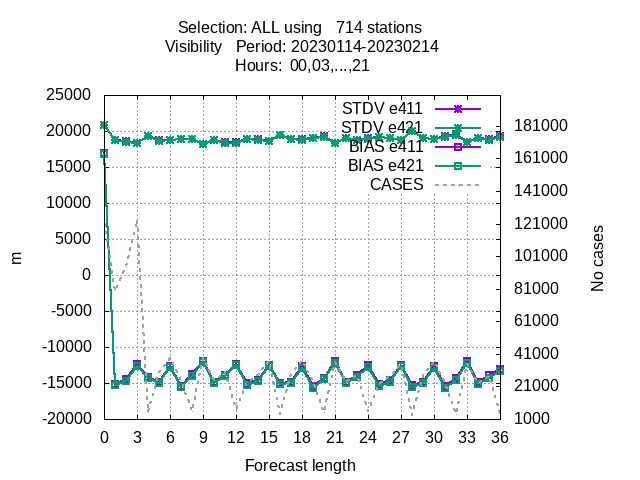 Selection: ALL using   714 stations
Visibility   Period: 20230114-20230214
Hours:  00,03,...,21
25000
20000
15000
10000
5000
0
-5000
-10000
-15000
-20000
m
STDV e411
STDV e421
BIAS e411
BIAS e421
CASES
181000
161000
141000
121000
101000
81000
61000
41000
21000
1000
No cases
0 3 6 9 12 15 18 21 24 27 30 33 36
Forecast length